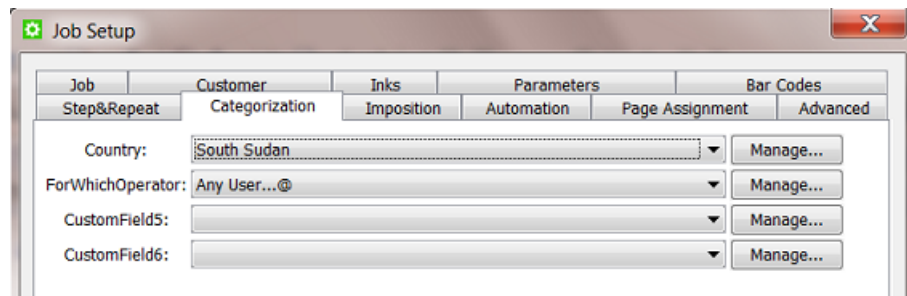 Job Setup
Job Customer Inks Parameters Bar Codes
Step&Repeat Categorization Imposition Automation Page Assignment Advanced
Country: South Sudan Manage...
ForWhichOperator: Any User...@ Manage...
CustomField5: Manage...
CustomField6: Manage...